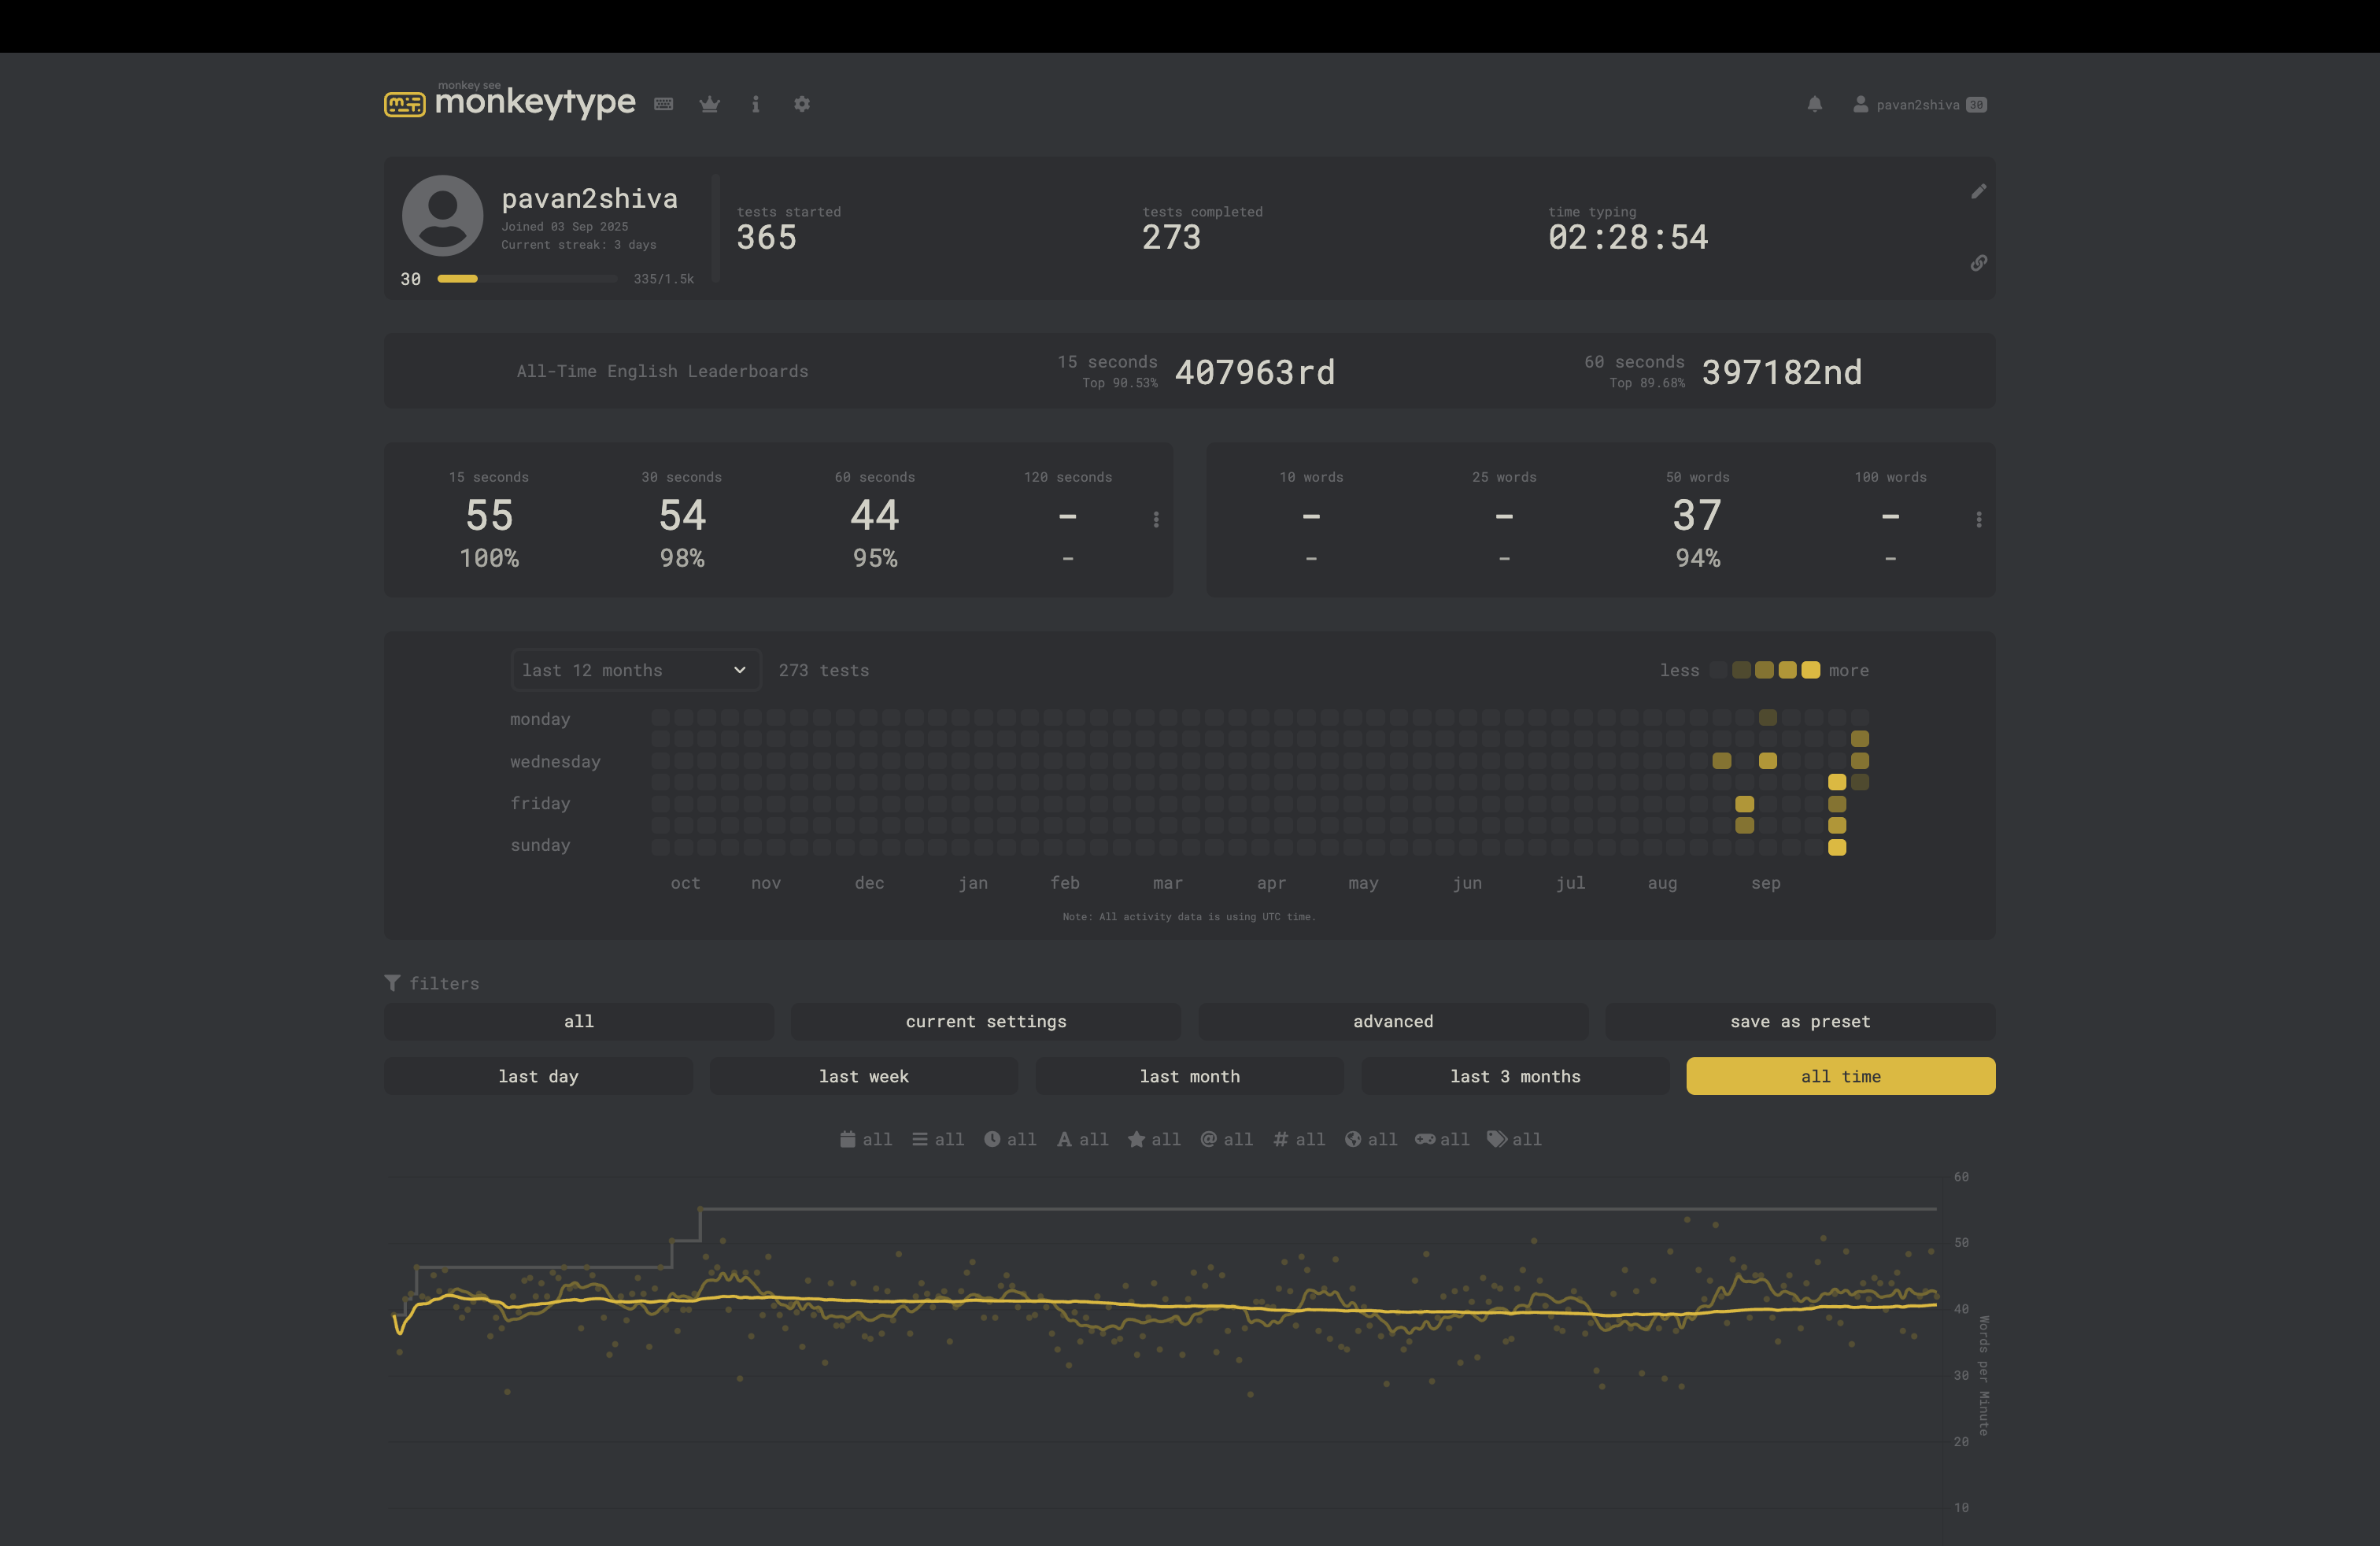 monkey see
monkeytype
pavan2shiva 30
pavan2shiva
Joined 03 Sep 2025
Current streak: 3 days
30 335/1.5k
tests started
365
tests completed
273
time typing
02:28:54
All-Time English Leaderboards
15 seconds
Top 90.53%
407963rd
60 seconds
Top 89.68%
397182nd
15 seconds
55
100%
30 seconds
54
98%
60 seconds
44
95%
120 seconds
-
-
10 words
-
-
25 words
-
-
50 words
37
94%
100 words
-
-
last 12 months 273 tests less more
monday
wednesday
friday
sunday
oct nov dec jan feb mar apr may jun jul aug sep
Note: All activity data is using UTC time.
filters
all current settings advanced save as preset
last day last week last month last 3 months all time
all all all A all all @ all # all all all all
60
50
40
30
20
10
Words per Minute